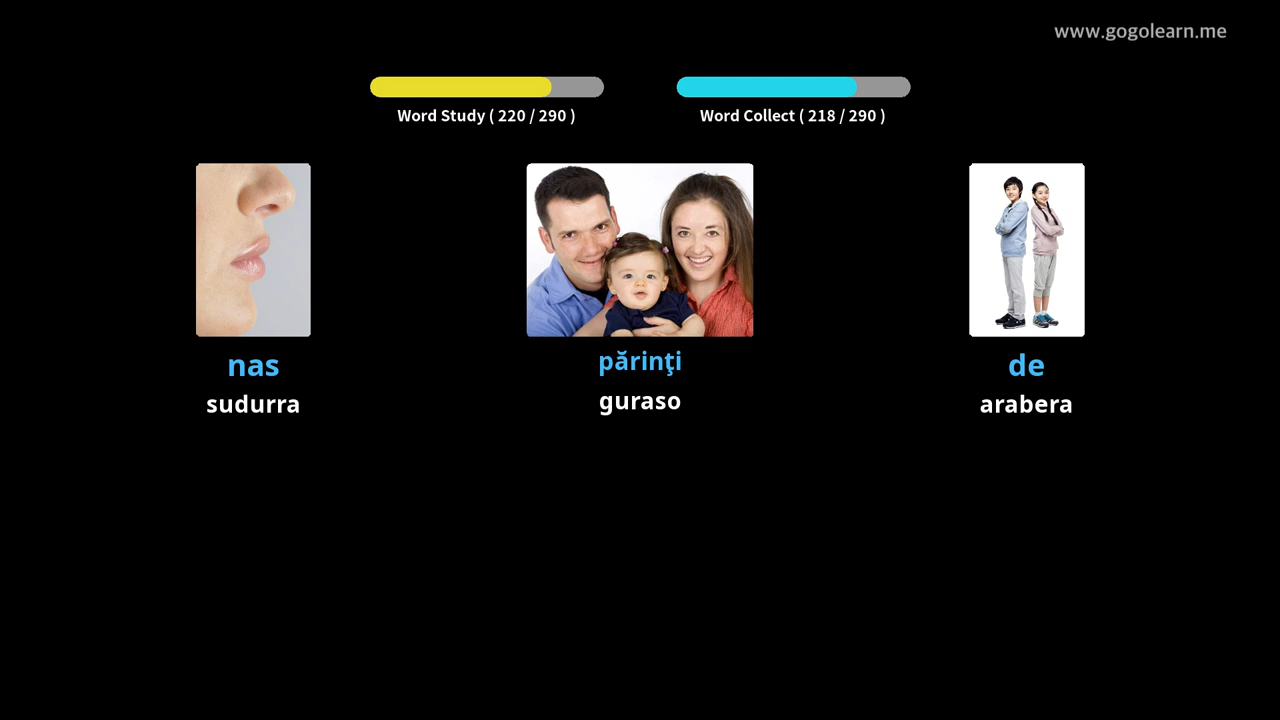 www.gogolearn.me
Word Study ( 220 / 290 )
Word Collect ( 218 / 290 )
nas
sudurra
părinţi
guraso
de
arabera